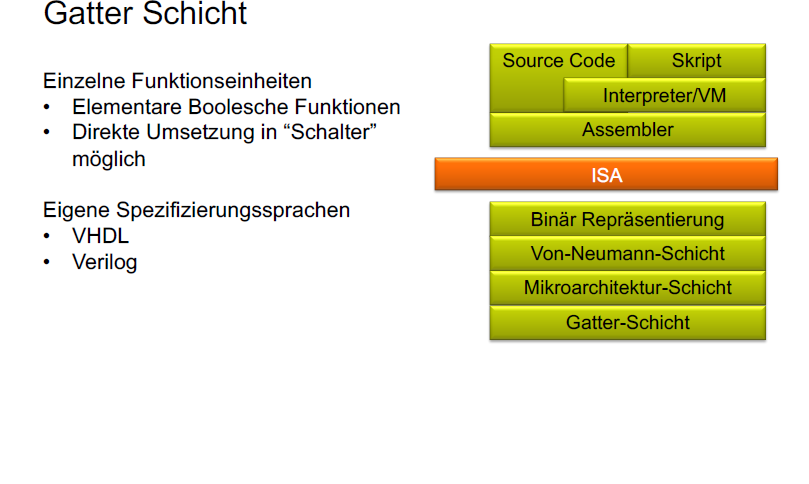 Gatter Schicht
Einzelne Funktionseinheiten
• Elementare Boolesche Funktionen
• Direkte Umsetzung in “Schalter”
möglich
Eigene Spezifizierungssprachen
• VHDL
• Verilog
Source Code
Skript
Interpreter/VM
Assembler
ISA
Binär Repräsentierung
Von-Neumann-Schicht
Mikroarchitektur-Schicht
Gatter-Schicht